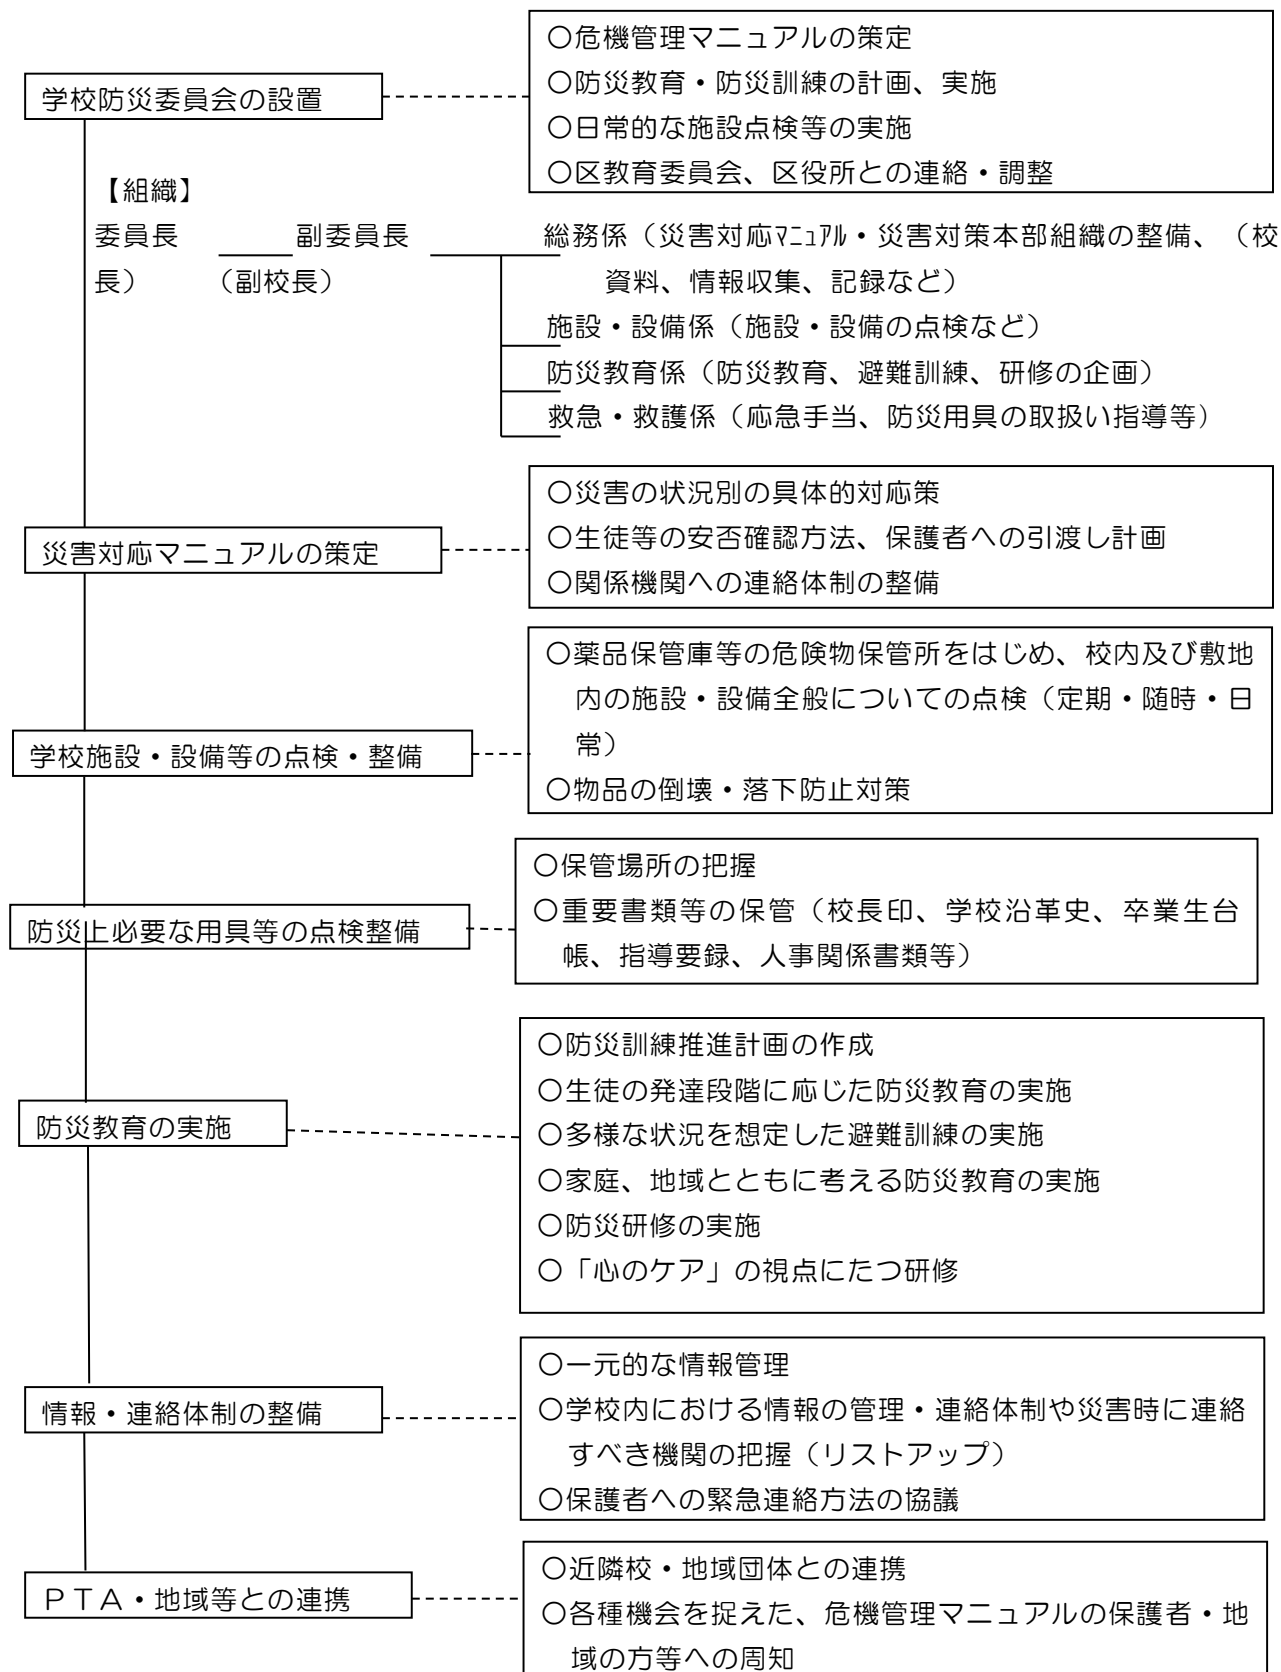 ○危機管理マニュアルの策定
学校防災委員会の設置
○防災教育・防災訓練の計画、実施
○日常的な施設点検等の実施
○区教育委員会、区役所との連絡・調整
【組織】
委員長 副委員長 総務係（災害対応ﾏﾆｭｱﾙ・災害対策本部組織の整備、（校
長） （副校長） 資料、情報収集、記録など）
施設・設備係（施設・設備の点検など）
防災教育係（防災教育、避難訓練、研修の企画）
救急・救護係（応急手当、防災用具の取扱い指導等）
災害対応マニュアルの策定
○災害の状況別の具体的対応策
○生徒等の安否確認方法、保護者への引渡し計画
○関係機関への連絡体制の整備
学校施設・設備等の点検・整備
○薬品保管庫等の危険物保管所をはじめ、校内及び敷地
内の施設・設備全般についての点検（定期・随時・日
常）
○物品の倒壊・落下防止対策
防災上必要な用具等の点検整備
○保管場所の把握
○重要書類等の保管（校長印、学校沿革史、卒業生台
帳、指導要録、人事関係書類等）
防災教育の実施
○防災訓練推進計画の作成
○生徒の発達段階に応じた防災教育の実施
○多様な状況を想定した避難訓練の実施
○家庭、地域とともに考える防災教育の実施
○防災研修の実施
○「心のケア」の視点にたつ研修
情報・連絡体制の整備
○一元的な情報管理
○学校内における情報の管理・連絡体制や災害時に連絡
すべき機関の把握（リストアップ）
○保護者への緊急連絡方法の協議
ＰＴＡ・地域等との連携
○近隣校・地域団体との連携
○各種機会を捉えた、危機管理マニュアルの保護者・地
域の方等への周知